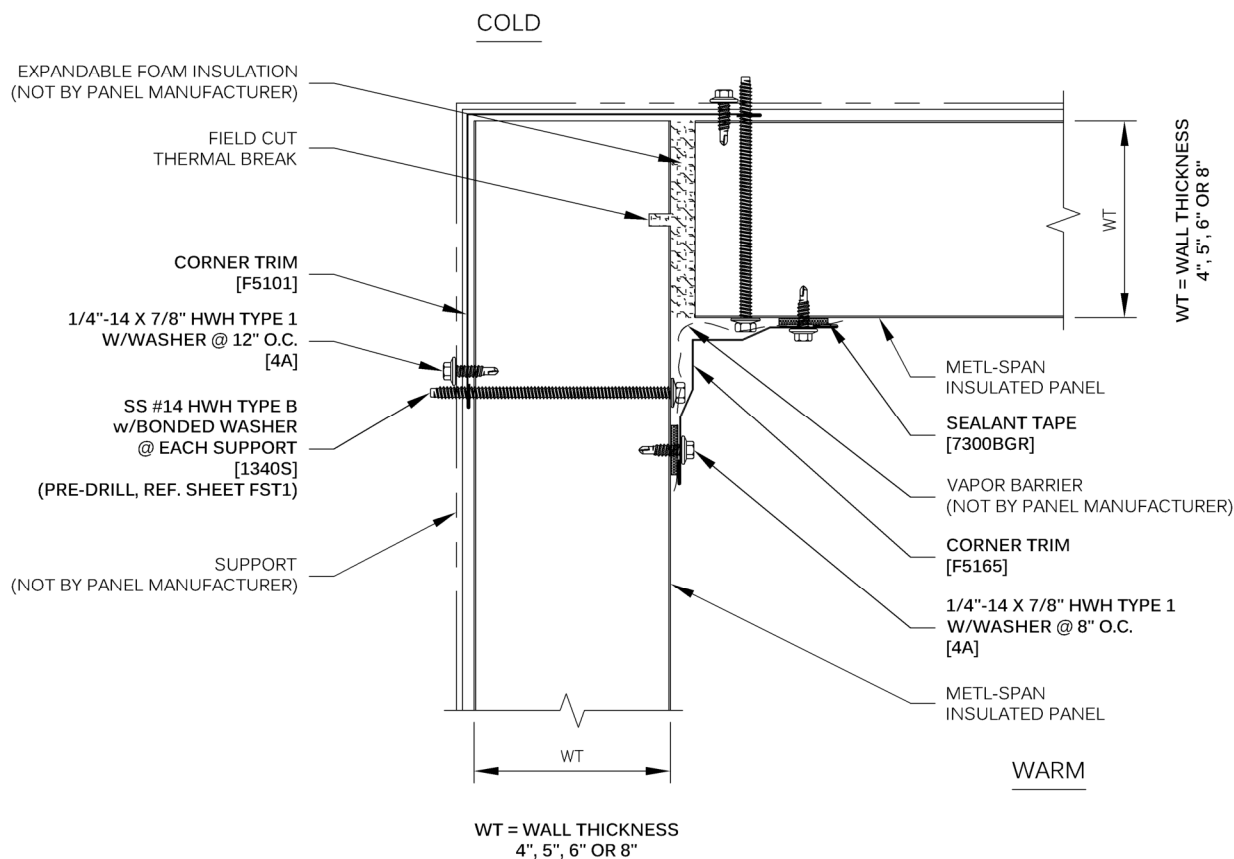 COLD
EXPANDABLE FOAM INSULATION
(NOT BY PANEL MANUFACTURER)
FIELD CUT
THERMAL BREAK
CORNER TRIM
[F5101]
1/4"-14 X 7/8" HWH TYPE 1
W/WASHER @ 12" O.C.
[4A]
SS #14 HWH TYPE B
w/BONDED WASHER
@ EACH SUPPORT
[1340S]
(PRE-DRILL, REF. SHEET FST1)
SUPPORT
(NOT BY PANEL MANUFACTURER)
WT
WT = WALL THICKNESS
4", 5", 6" OR 8"
WT
WT = WALL THICKNESS
4", 5", 6" OR 8"
METL-SPAN
INSULATED PANEL
SEALANT TAPE
[7300BGR]
VAPOR BARRIER
(NOT BY PANEL MANUFACTURER)
CORNER TRIM
[F5165]
1/4"-14 X 7/8" HWH TYPE 1
W/WASHER @ 8" O.C.
[4A]
METL-SPAN
INSULATED PANEL
WARM